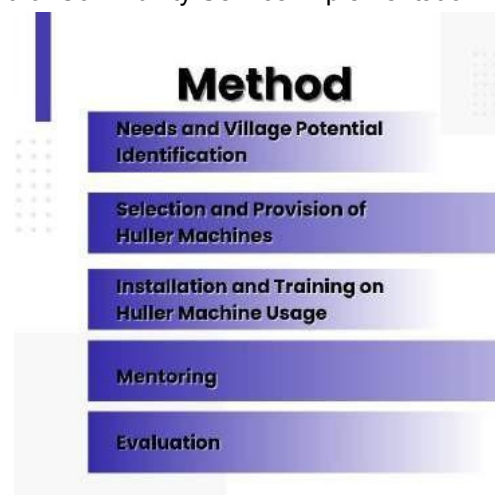 Method
Needs and Village Potential
Identification
Selection and Provision of
Huller Machines
Installation and Training on
Huller Machine Usage
Mentoring
Evaluation